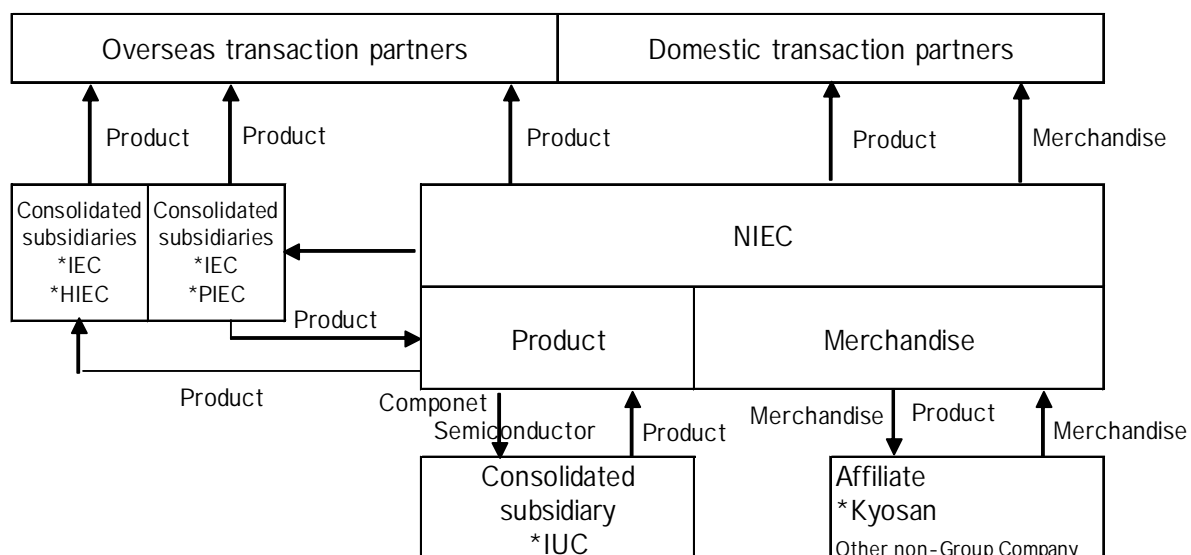 Overseas transaction partners
Domestic transaction partners
Product
Product
Product
Product
Merchandise
Consolidated
subsidiaries
*IEC
*HIEC
Consolidated
subsidiaries
*IEC
*PIEC
NIEC
Product
Product
Merchandise
Product
Componet
Semiconductor
Product
Merchandise
Product
Merchandise
Consolidated
subsidiary
*IUC
Affiliate
*Kyosan
Other non-Group Company